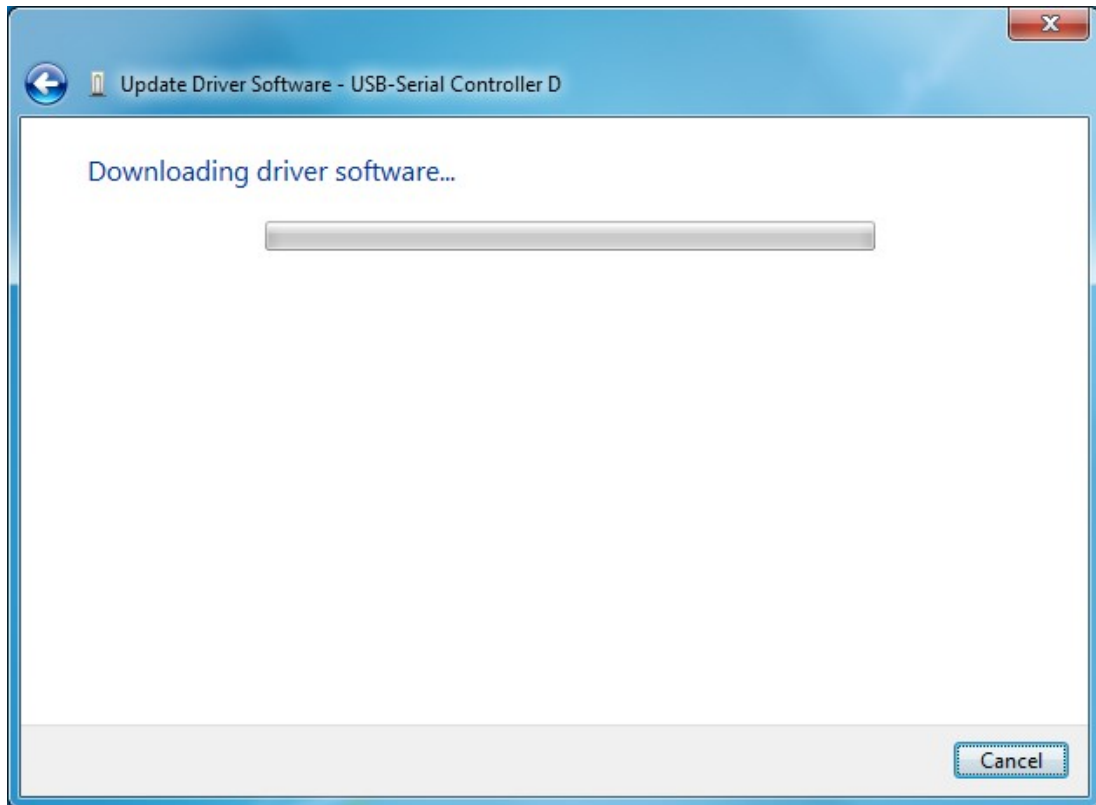 Update Driver Software - USB-Serial Controller D
Downloading driver software...
Cancel